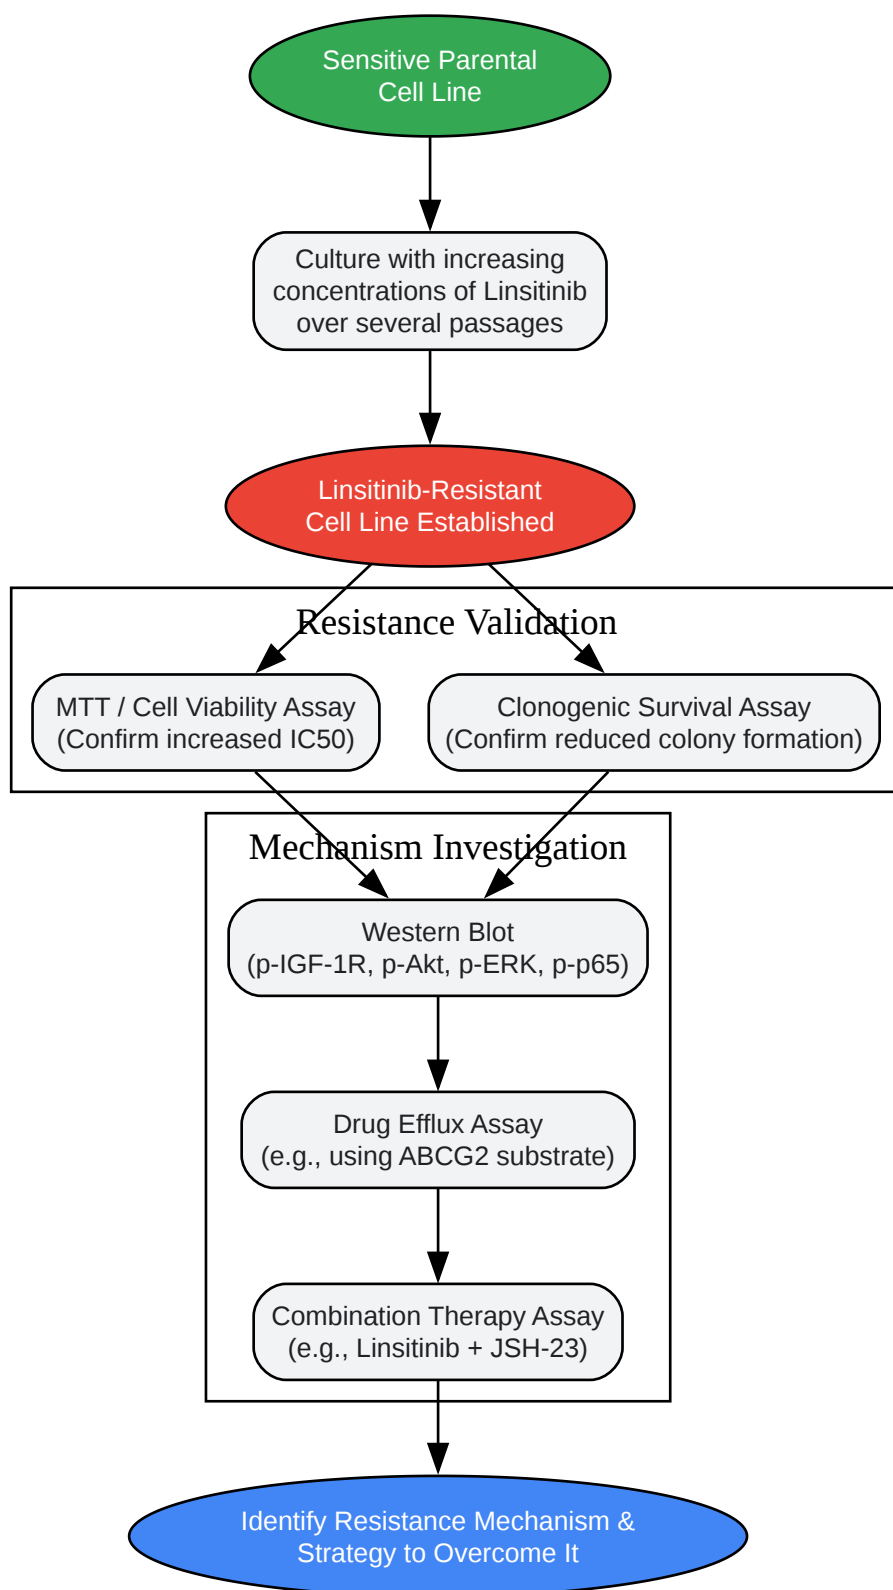 Sensitive Parental
Cell Line
Culture with increasing
concentrations of Linsitinib
over several passages
Linsitinib-Resistant
Cell Line Established
Resistance Validation
MTT / Cell Viability Assay
(Confirm increased IC50)
Clonogenic Survival Assay
(Confirm reduced colony formation)
Mechanism Investigation
Western Blot
(p-IGF-1R, p-Akt, p-ERK, p-p65)
Drug Efflux Assay
(e.g., using ABCG2 substrate)
Combination Therapy Assay
(e.g., Linsitinib + JSH-23)
Identify Resistance Mechanism &
Strategy to Overcome It